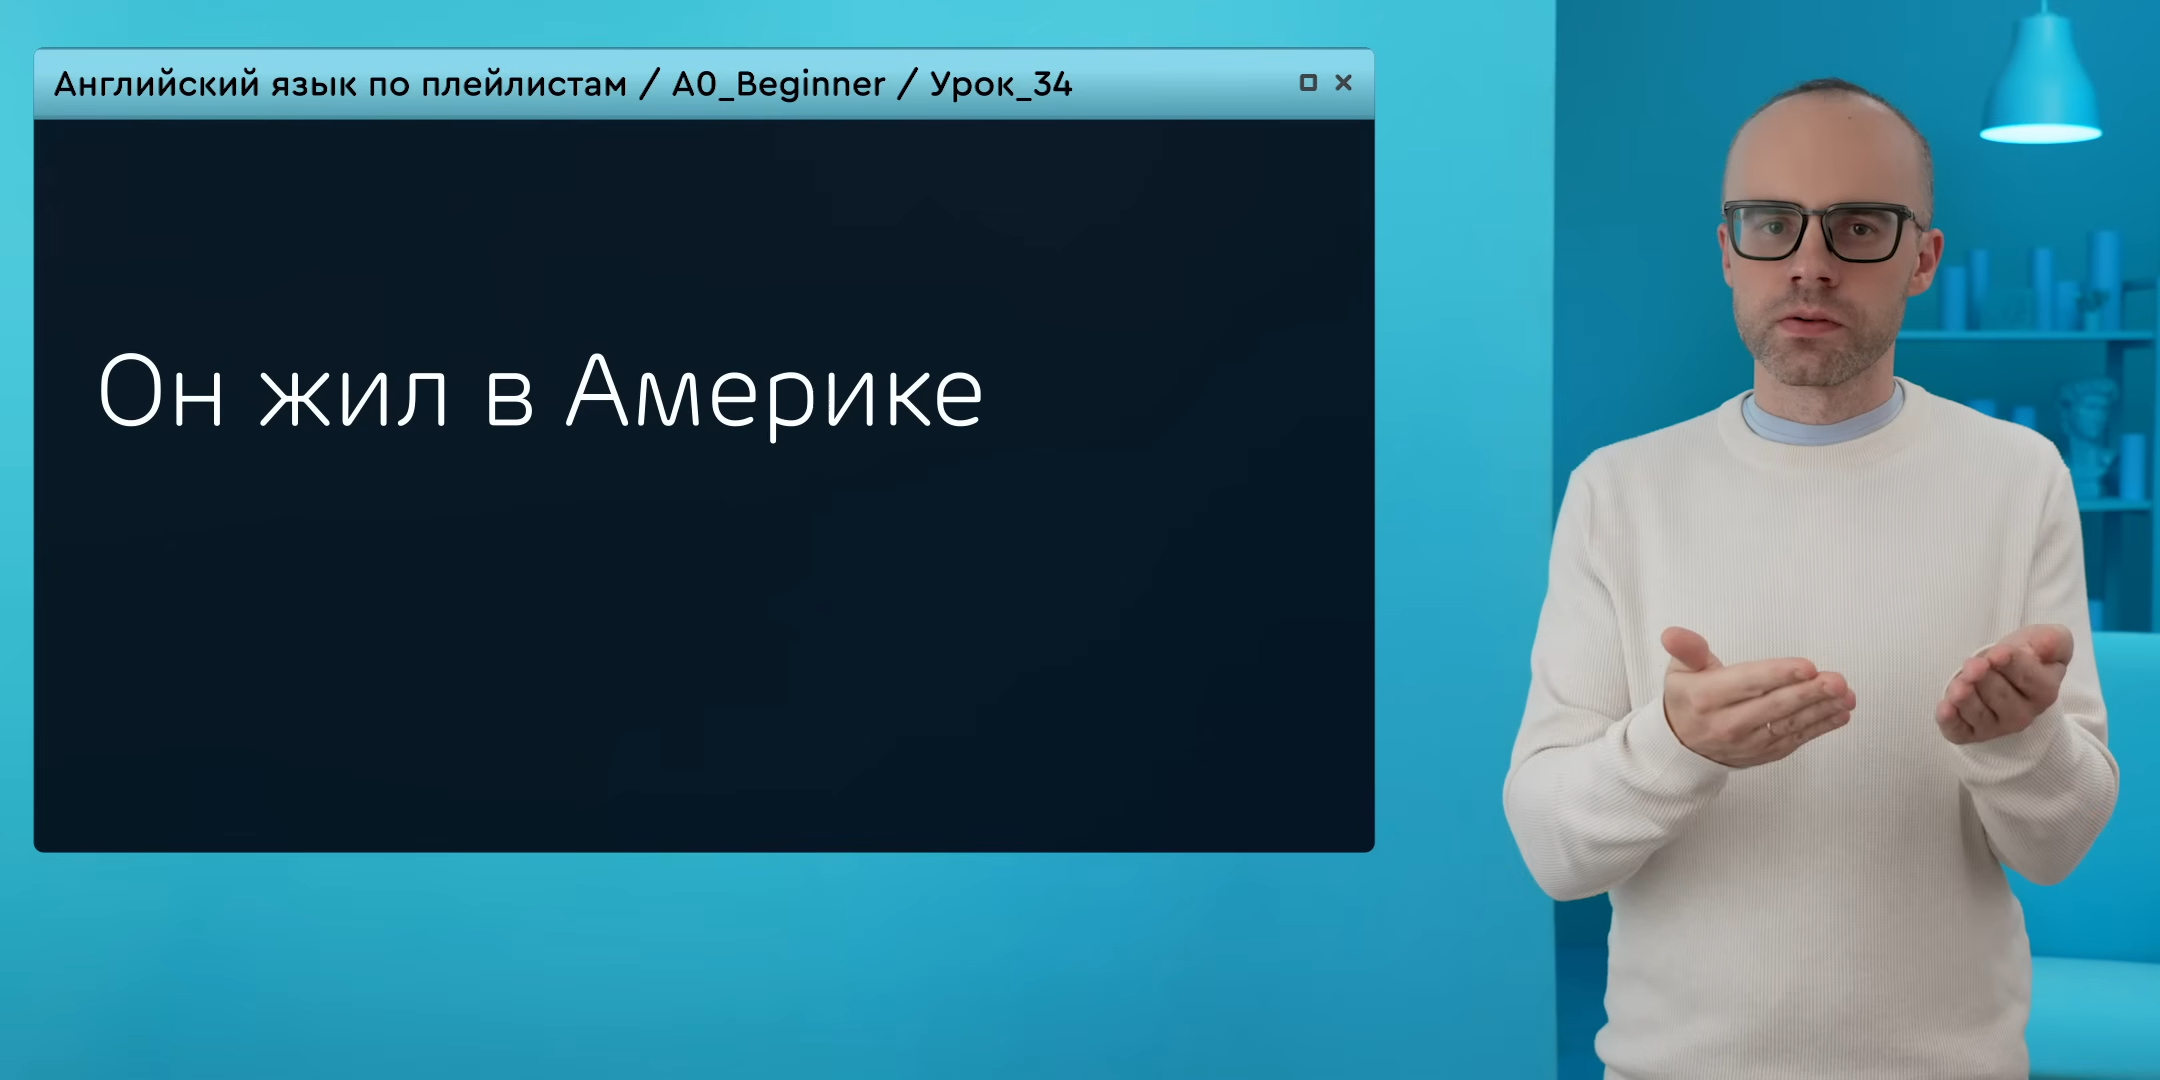 Английский язык по плейлистам / A0_Beginner / Урок_34
Он жил в Америке